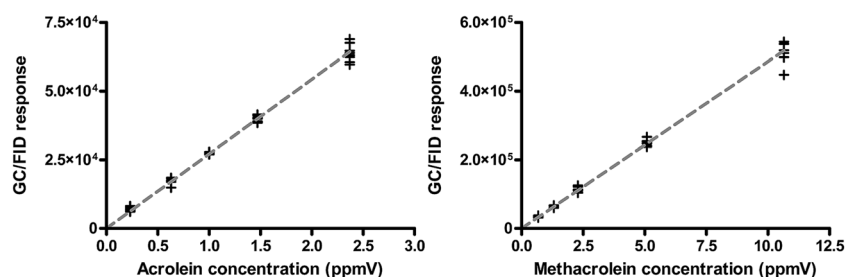 7.5×10⁴
5.0×10⁴
2.5×10⁴
0
GC/FID response
0.0 0.5 1.0 1.5 2.0 2.5 3.0
Acrolein concentration (ppmV)
6.0×10⁵
4.0×10⁵
2.0×10⁵
0
GC/FID response
0.0 2.5 5.0 7.5 10.0 12.5
Methacrolein concentration (ppmV)